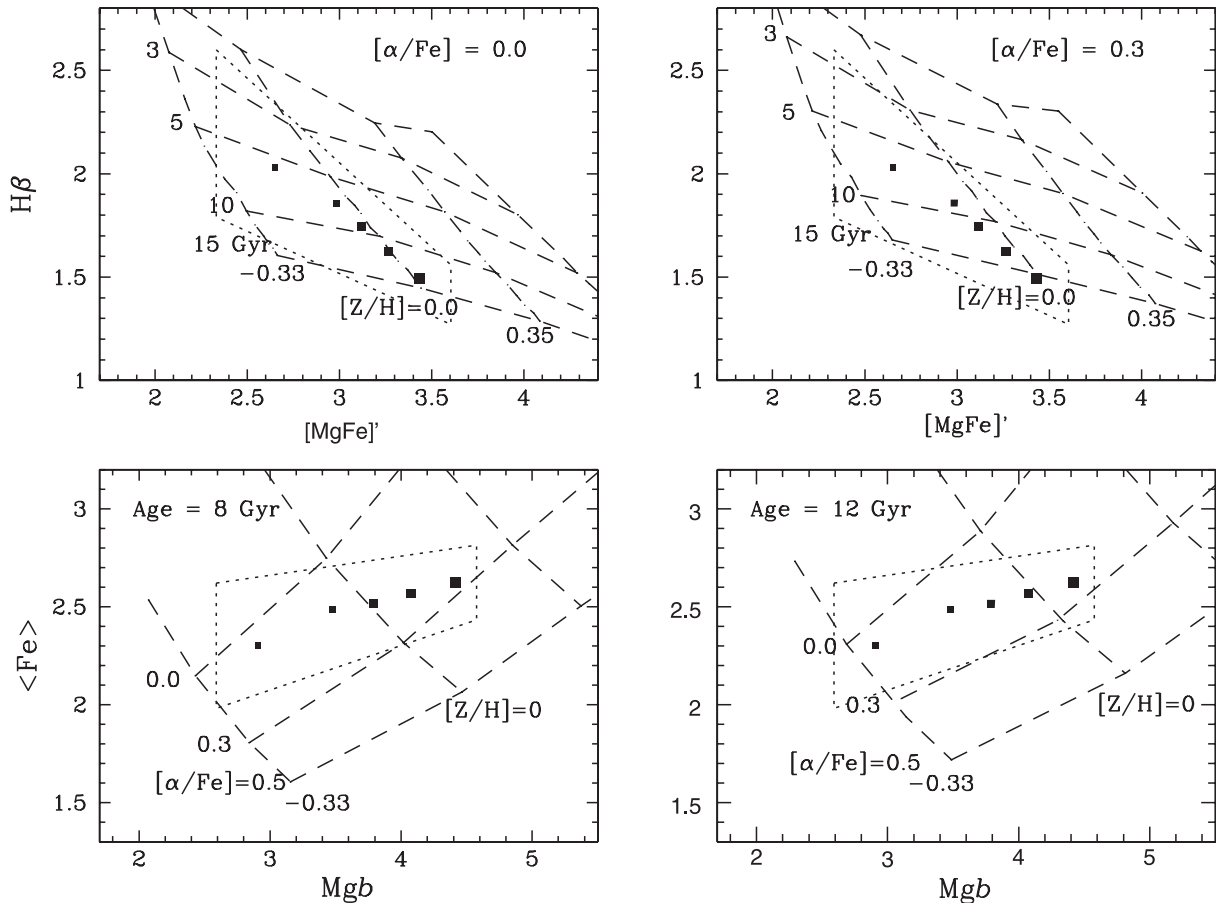 [α/Fe] = 0.0
3
2.5
5
2
Hβ
10
15 Gyr
-0.33
1.5
[Z/H]=0.0
0.35
1
2 2.5 3 3.5 4
[MgFe]'
[α/Fe] = 0.3
3
2.5
5
2
10
15 Gyr
-0.33
1.5
[Z/H]=0.0
0.35
1
2 2.5 3 3.5 4
[MgFe]'
Age = 8 Gyr
3
2.5
<Fe>
0.0
2
[Z/H]=0
0.3
[α/Fe]=0.5
-0.33
1.5
2 3 4 5
Mgb
Age = 12 Gyr
3
2.5
0.0
2
0.3
[Z/H]=0
[α/Fe]=0.5
-0.33
1.5
2 3 4 5
Mgb